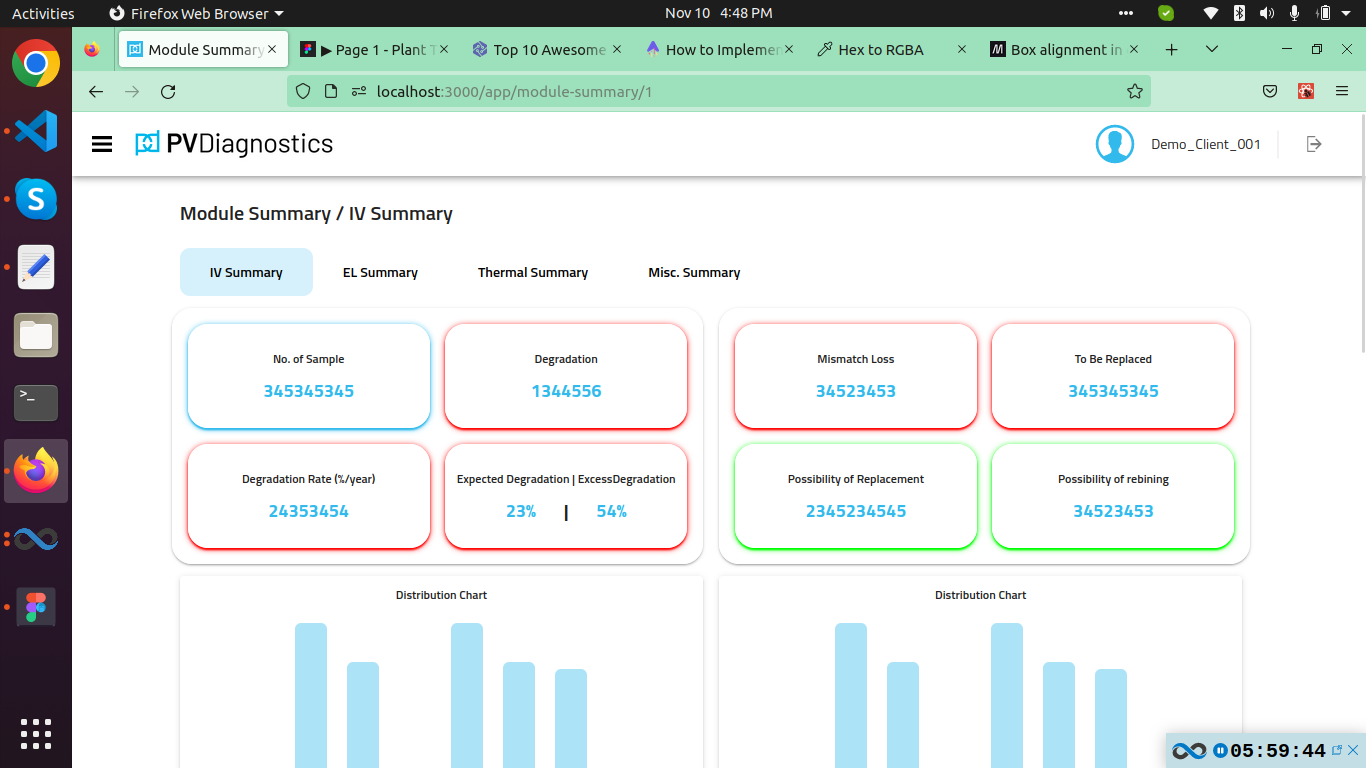 Activities Firefox Web Browser Nov 10 4:48 PM
Module Summary Page 1 - Plant T Top 10 Awesome How to Implemen Hex to RGBA Box alignment in
localhost:3000/app/module-summary/1
PVDiagnostics Demo_Client_001
Module Summary / IV Summary
IV Summary EL Summary Thermal Summary Misc. Summary
No. of Sample Degradation Mismatch Loss To Be Replaced
345345345 1344556 34523453 345345345
Degradation Rate (%/year) Expected Degradation | ExcessDegradation Possibility of Replacement Possibility of rebining
24353454 23% | 54% 2345234545 34523453
Distribution Chart Distribution Chart
05:59:44